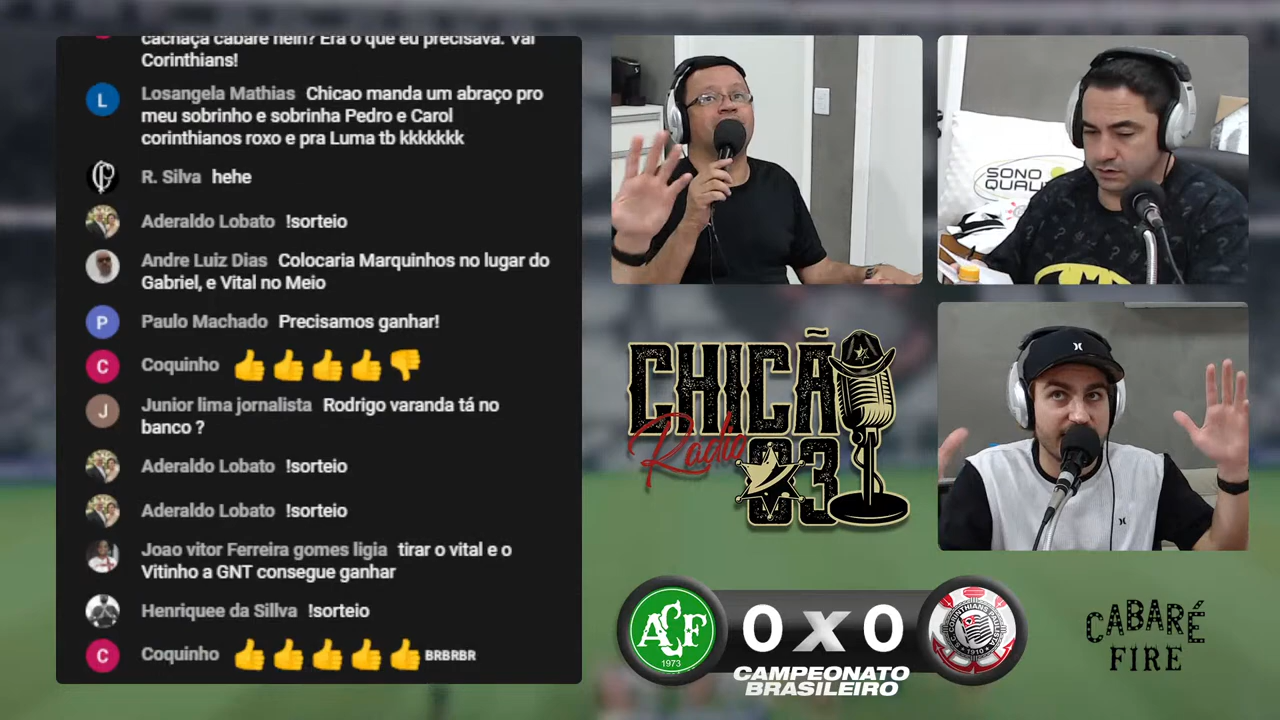 cachaça cabaré hein? Era o que eu precisava. Vai
Corinthians!
L
Losangela Mathias Chicao manda um abraço pro
meu sobrinho e sobrinha Pedro e Carol
corinthianos roxo e pra Luma tb kkkkkkk
R. Silva hehe
Aderaldo Lobato !sorteio
Andre Luiz Dias Colocaria Marquinhos no lugar do
Gabriel, e Vital no Meio
P
Paulo Machado Precisamos ganhar!
C
Coquinho 👍👍👍👍👎
J
Junior lima jornalista Rodrigo varanda tá no
banco ?
Aderaldo Lobato !sorteio
Aderaldo Lobato !sorteio
Joao vitor Ferreira gomes ligia tirar o vital e o
Vitinho a GNT consegue ganhar
Henriquee da Sillva !sorteio
C
Coquinho 👍👍👍👍👍 BRBRBR
SONO
CHICÃO
Radio
93
ACF
1973
0 X 0
1910
CAMPEONATO
BRASILEIRO
CABARÉ
FIRE